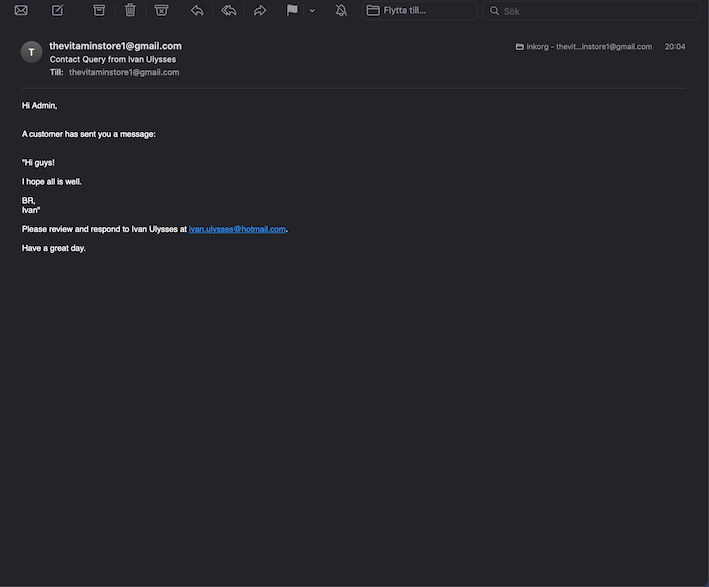 Flytta till...
Sök
T
thevitaminstore1@gmail.com
Inkorg - thevit...instore1@gmail.com
20:04
Contact Query from Ivan Ulysses
Till: thevitaminstore1@gmail.com
Hi Admin,
A customer has sent you a message:
"Hi guys!
I hope all is well.
BR,
Ivan"
Please review and respond to Ivan Ulysses at ivan.ulysses@hotmail.com.
Have a great day.